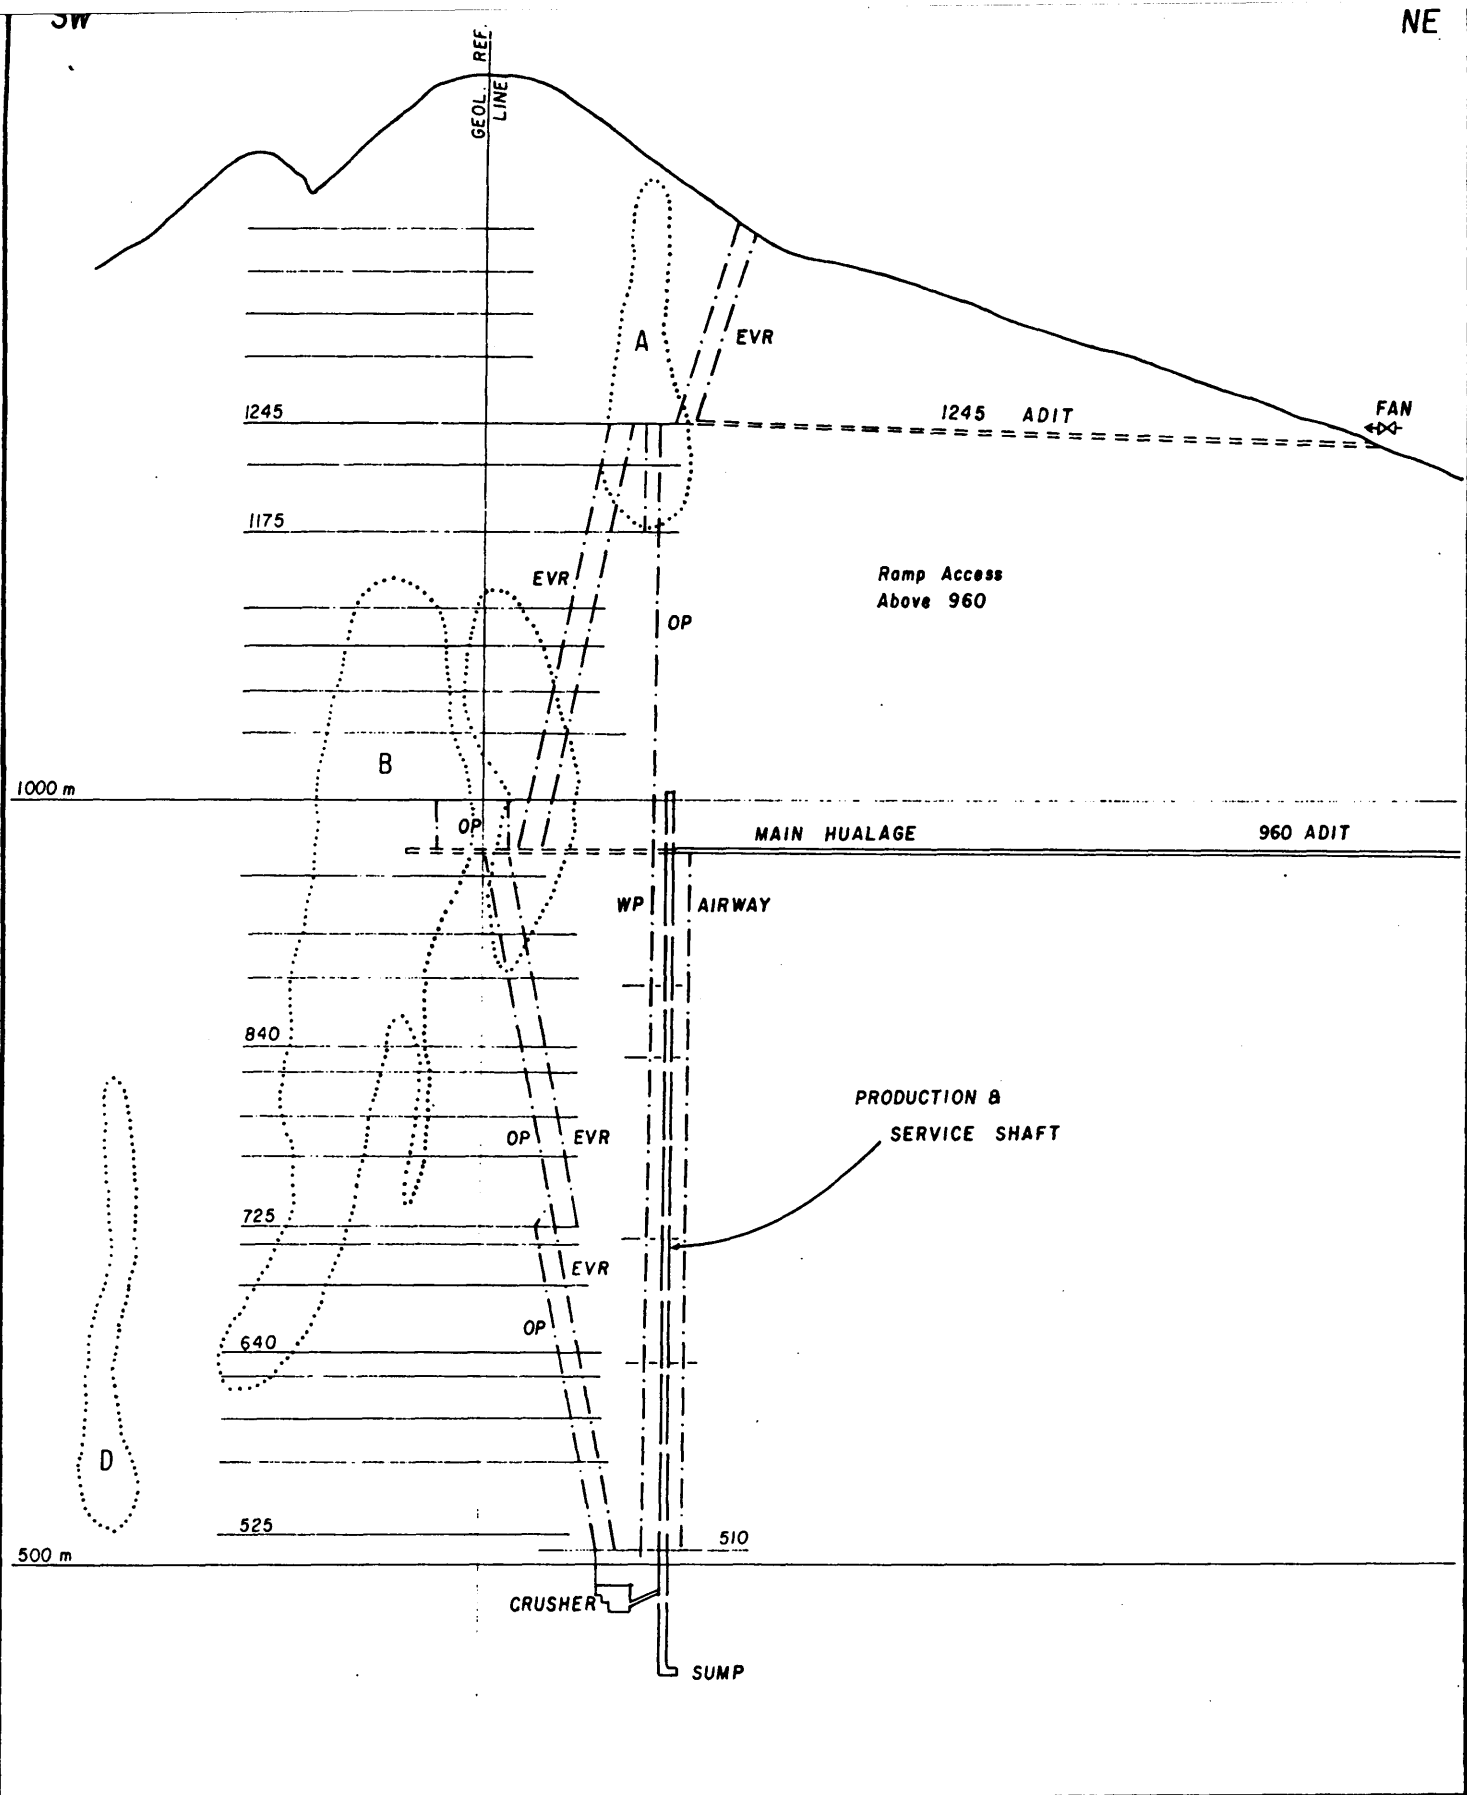 SW
NE
GEOL. REF.
LINE
A
EVR
1245
1245 ADIT
FAN
1175
EVR
Ramp Access
Above 960
OP
B
1000 m
OP
MAIN HUALAGE
960 ADIT
WP
AIRWAY
840
PRODUCTION &
SERVICE SHAFT
OP
EVR
725
EVR
OP
640
D
525
510
500 m
CRUSHER
SUMP